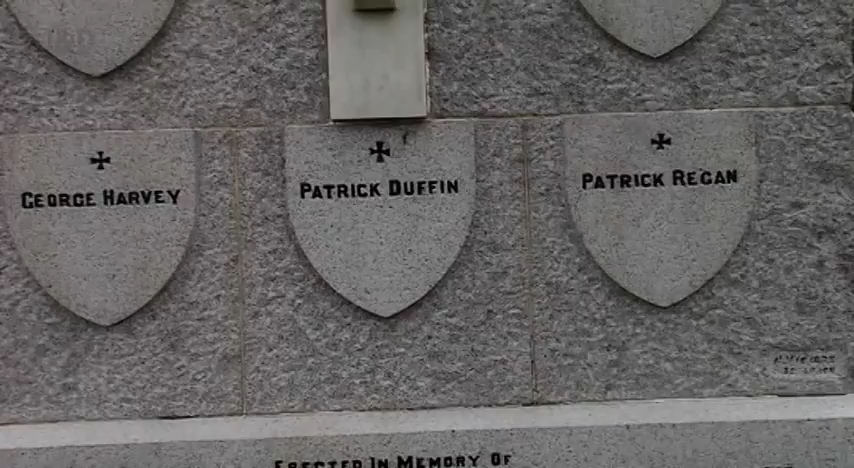 GEORGE HARVEY
PATRICK DUFFIN
PATRICK REGAN
ERECTED IN MEMORY OF